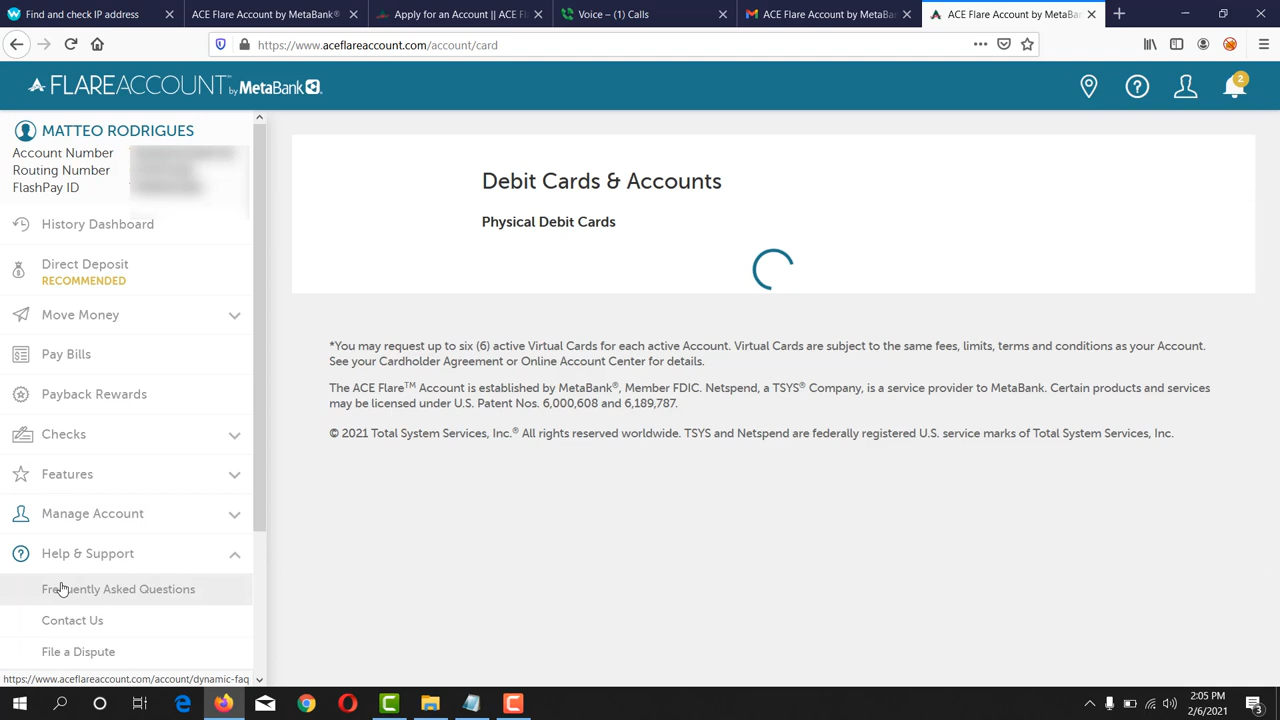 Find and check IP address
ACE Flare Account by MetaBank®
Apply for an Account || ACE Fl
Voice – (1) Calls
ACE Flare Account by MetaBan
ACE Flare Account by MetaBa
https://www.aceflareaccount.com/account/card
FLAREACCOUNT™ by MetaBank
2
MATTEO RODRIGUES
Account Number
Routing Number
FlashPay ID
History Dashboard
Direct Deposit
RECOMMENDED
Move Money
Pay Bills
Payback Rewards
Checks
Features
Manage Account
Help & Support
Frequently Asked Questions
Contact Us
File a Dispute
https://www.aceflareaccount.com/account/dynamic-faq
Debit Cards & Accounts
Physical Debit Cards
*You may request up to six (6) active Virtual Cards for each active Account. Virtual Cards are subject to the same fees, limits, terms and conditions as your Account.
See your Cardholder Agreement or Online Account Center for details.
The ACE Flare™ Account is established by MetaBank®, Member FDIC. Netspend, a TSYS® Company, is a service provider to MetaBank. Certain products and services
may be licensed under U.S. Patent Nos. 6,000,608 and 6,189,787.
© 2021 Total System Services, Inc.® All rights reserved worldwide. TSYS and Netspend are federally registered U.S. service marks of Total System Services, Inc.
2:05 PM
2/6/2021
3